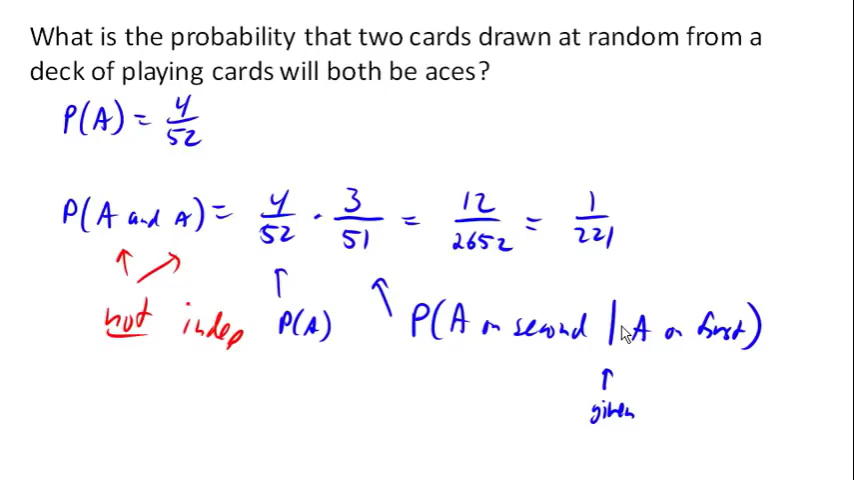 What is the probability that two cards drawn at random from a
deck of playing cards will both be aces?
P(A) = 4/52
P(A and A) = 4/52 · 3/51 = 12/2652 = 1/221
not indep P(A) P(A on second | A on first)
given